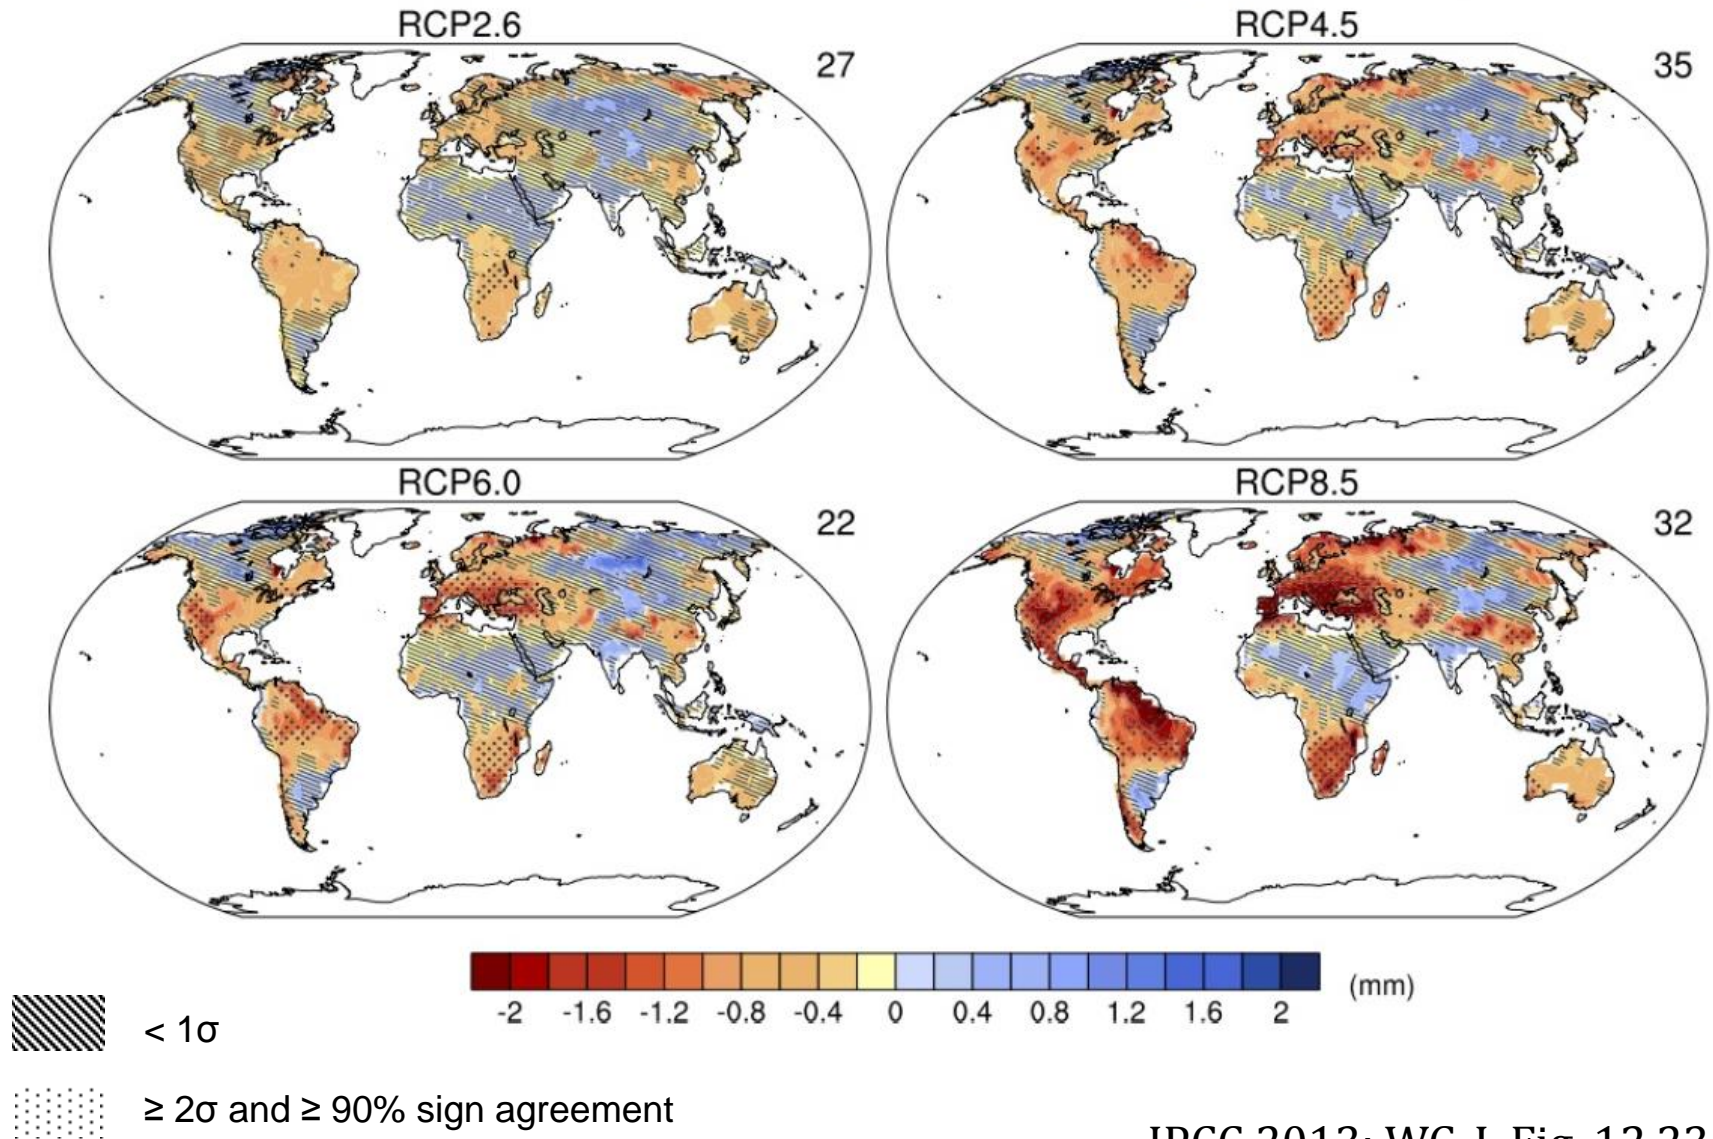 RCP2.6
27
RCP4.5
35
RCP6.0
22
RCP8.5
32
-2 -1.6 -1.2 -0.8 -0.4 0 0.4 0.8 1.2 1.6 2 (mm)
< 1σ
≥ 2σ and ≥ 90% sign agreement
IPCC 2013: WG I, Fig. 12.23